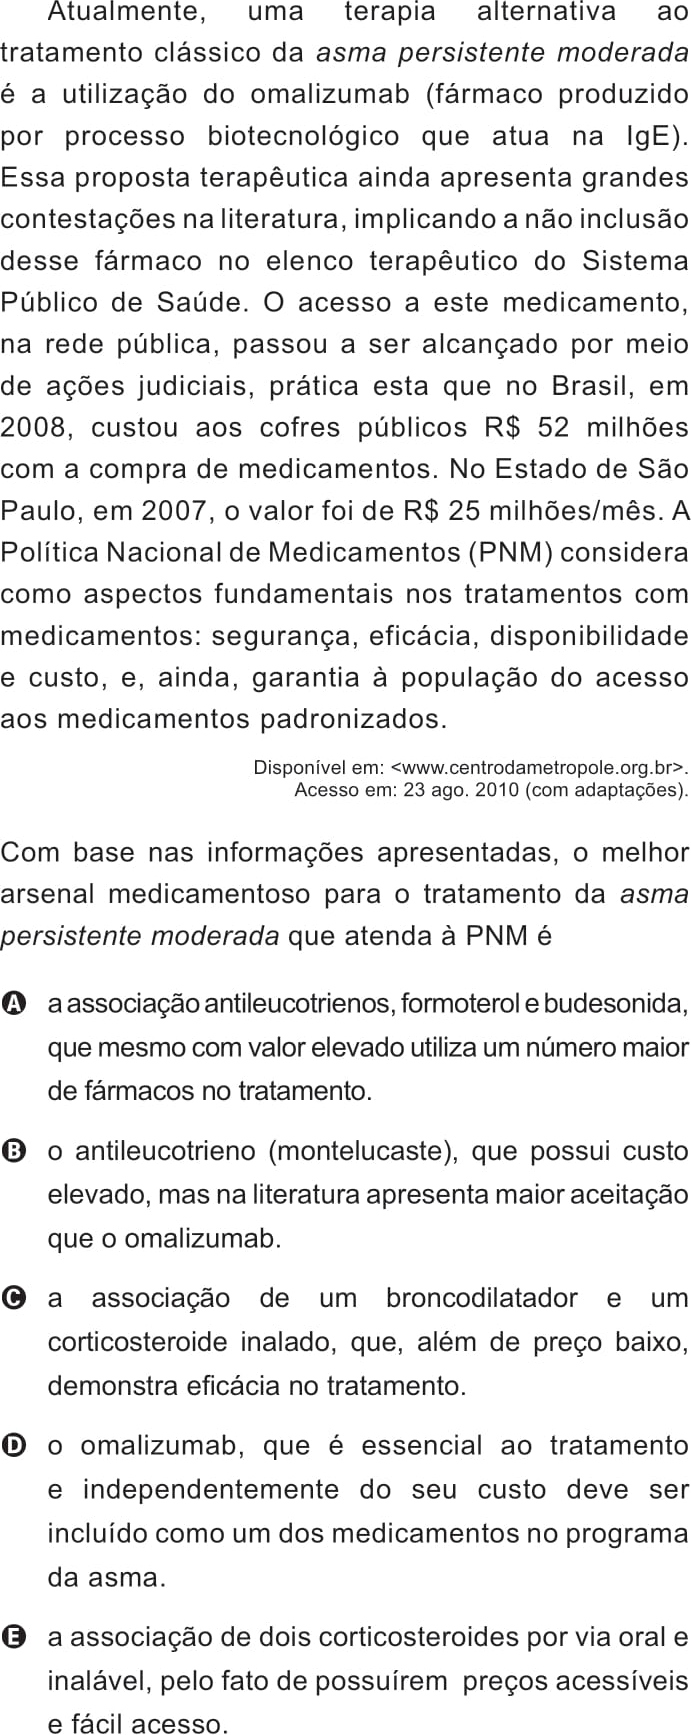 Atualmente, uma terapia alternativa ao
tratamento clássico da asma persistente moderada
é a utilização do omalizumab (fármaco produzido
por processo biotecnológico que atua na IgE).
Essa proposta terapêutica ainda apresenta grandes
contestações na literatura, implicando a não inclusão
desse fármaco no elenco terapêutico do Sistema
Público de Saúde. O acesso a este medicamento,
na rede pública, passou a ser alcançado por meio
de ações judiciais, prática esta que no Brasil, em
2008, custou aos cofres públicos R$ 52 milhões
com a compra de medicamentos. No Estado de São
Paulo, em 2007, o valor foi de R$ 25 milhões/mês. A
Política Nacional de Medicamentos (PNM) considera
como aspectos fundamentais nos tratamentos com
medicamentos: segurança, eficácia, disponibilidade
e custo, e, ainda, garantia à população do acesso
aos medicamentos padronizados.
Disponível em: <www.centrodametropole.org.br>.
Acesso em: 23 ago. 2010 (com adaptações).
Com base nas informações apresentadas, o melhor
arsenal medicamentoso para o tratamento da asma
persistente moderada que atenda à PNM é
A a associação antileucotrienos, formoterol e budesonida,
que mesmo com valor elevado utiliza um número maior
de fármacos no tratamento.
B o antileucotrieno (montelucaste), que possui custo
elevado, mas na literatura apresenta maior aceitação
que o omalizumab.
C a associação de um broncodilatador e um
corticosteroide inalado, que, além de preço baixo,
demonstra eficácia no tratamento.
D o omalizumab, que é essencial ao tratamento
e independentemente do seu custo deve ser
incluído como um dos medicamentos no programa
da asma.
E a associação de dois corticosteroides por via oral e
inalável, pelo fato de possuírem preços acessíveis
e fácil acesso.